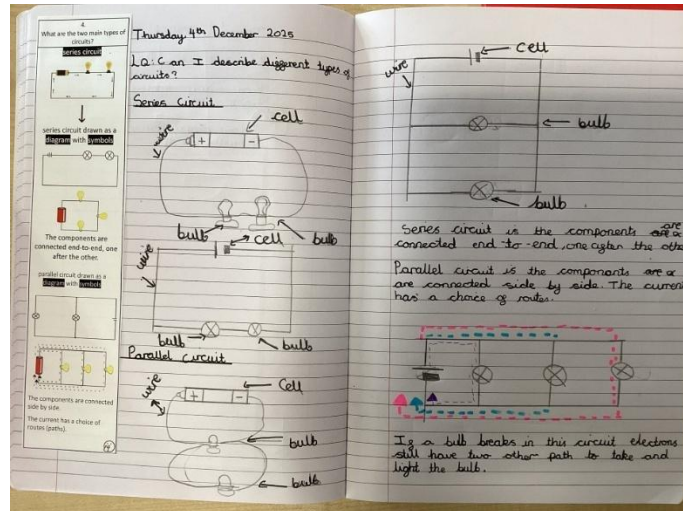 4.
What are the two main types of
circuits?
series circuit
series circuit drawn as a
diagram with symbols
The components are
connected end-to-end, one
after the other.
parallel circuit drawn as a
diagram with symbols
The components are connected
side by side.
The current has a choice of
routes (paths).
Thursday 4th December 2025
LQ: Can I describe different types of
circuits?
Series Circuit
cell
wire
+ -
bulb
bulb
cell
wire
bulb
bulb
Parallel Circuit
wire
Cell
+ -
bulb
bulb
cell
wire
bulb
bulb
Series circuit is the components are
connected end-to-end, one after the othe
Parallel circuit is the components are
are connected side by side. The curren
has a choice of routes.
If a bulb breaks in this circuit electrons
still have two other path to take and
light the bulb.